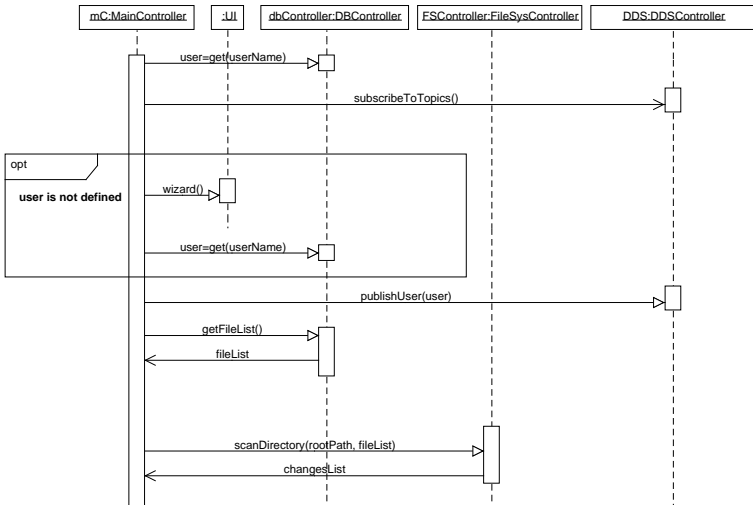 mC:MainController
:UI
dbController:DBController
FSController:FileSysController
DDS:DDSController
user=get(userName)
subscribeToTopics()
opt
user is not defined
wizard()
user=get(userName)
publishUser(user)
getFileList()
fileList
scanDirectory(rootPath, fileList)
changesList